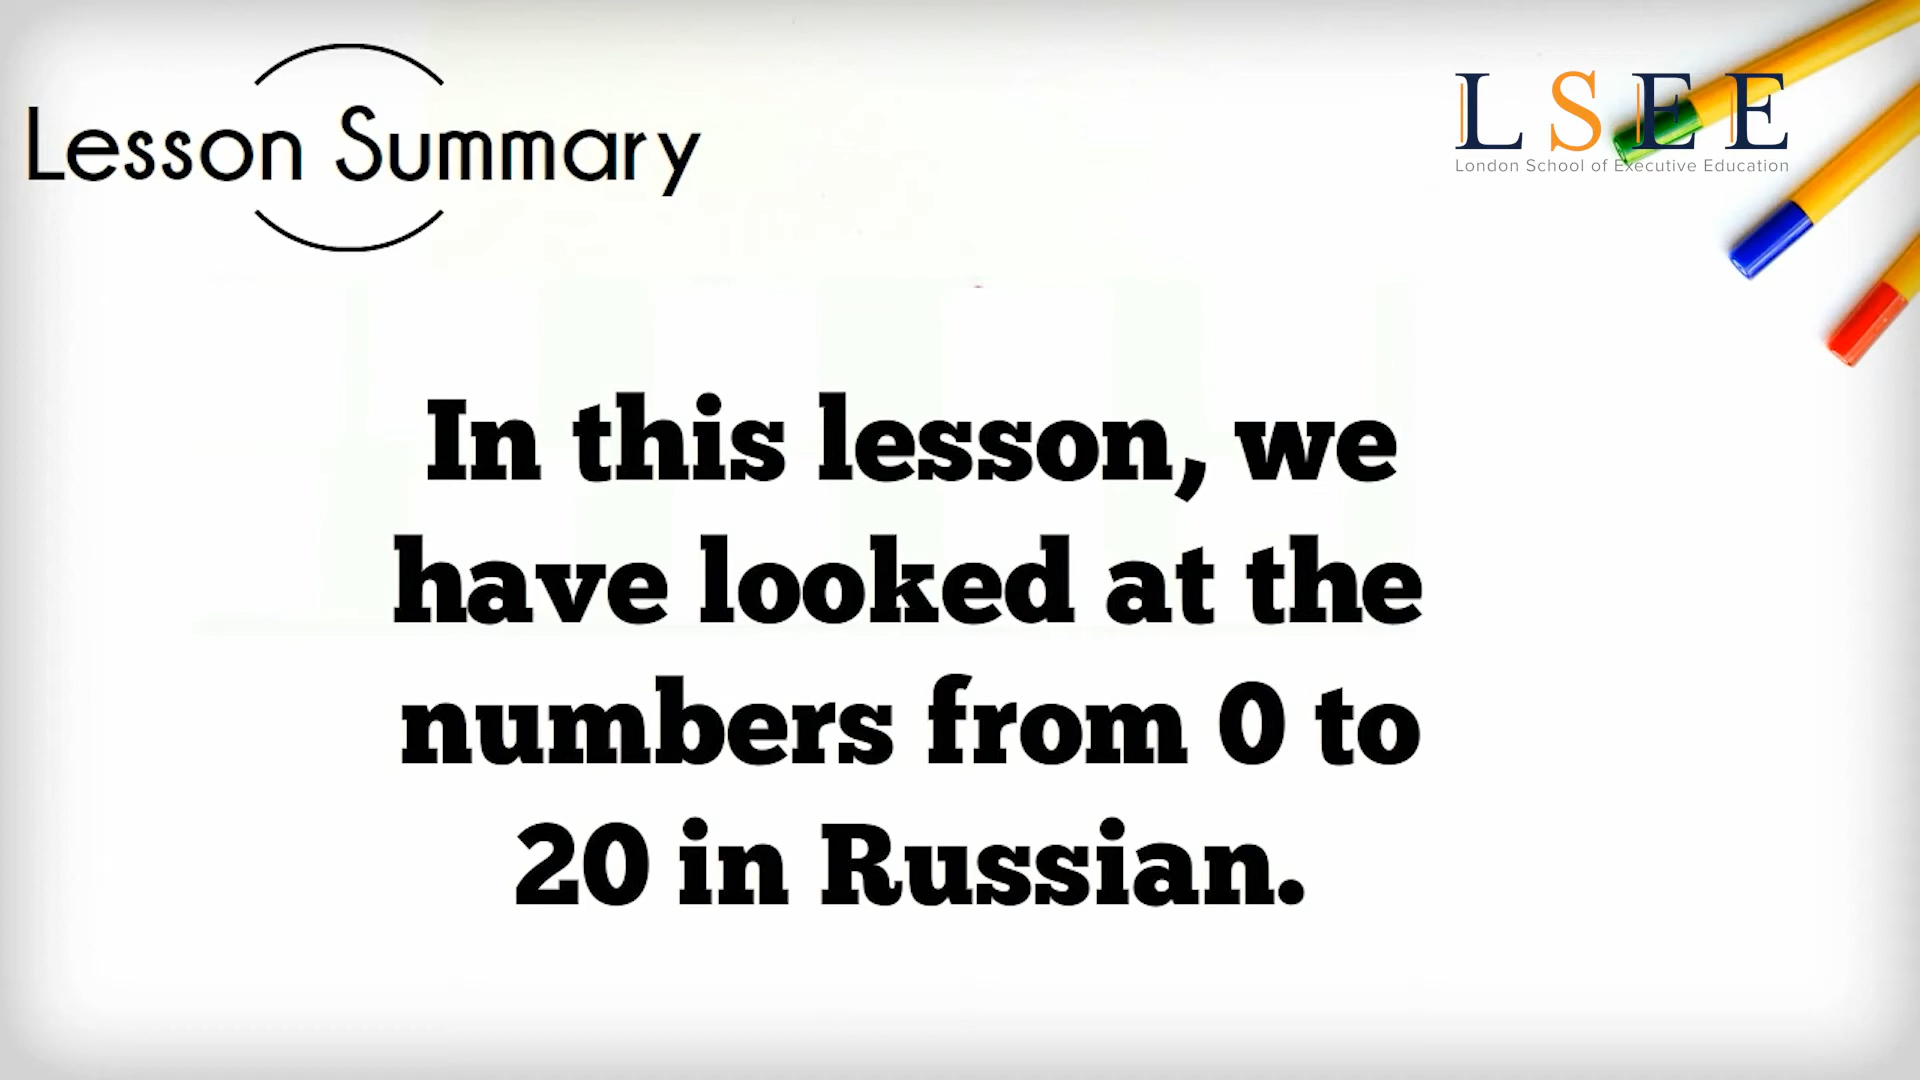 Lesson Summary
L S E E
London School of Executive Education
In this lesson, we
have looked at the
numbers from 0 to
20 in Russian.